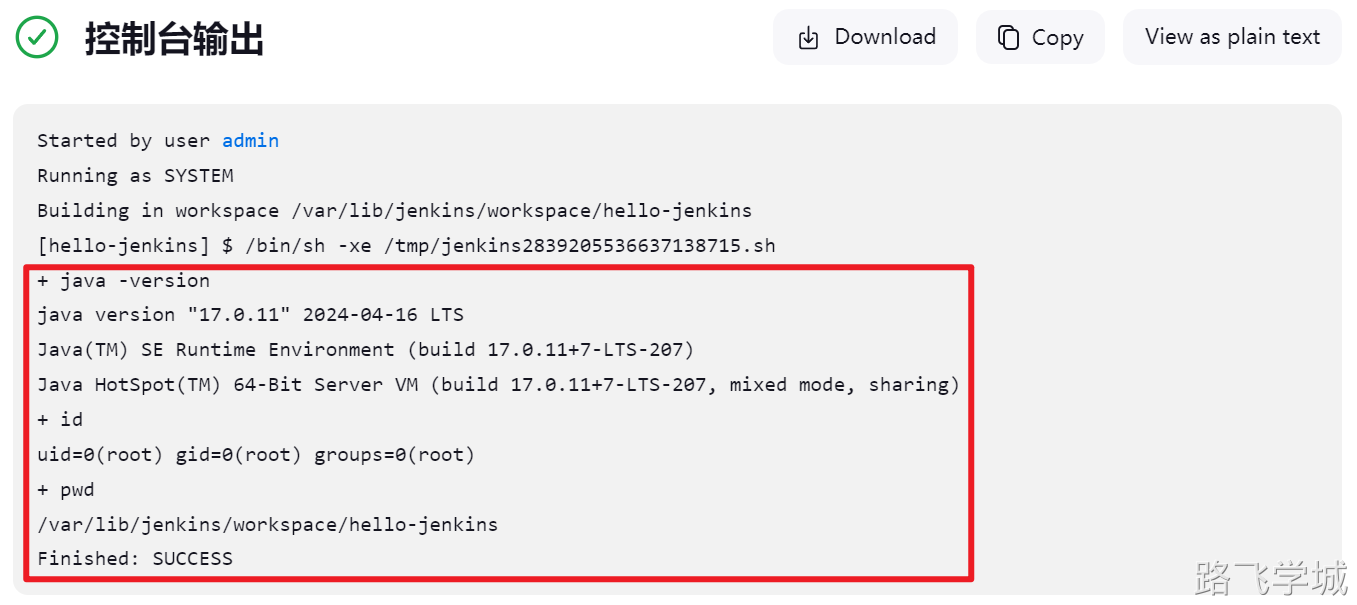 控制台输出
Download
Copy
View as plain text
Started by user admin
Running as SYSTEM
Building in workspace /var/lib/jenkins/workspace/hello-jenkins
[hello-jenkins] $ /bin/sh -xe /tmp/jenkins2839205536637138715.sh
+ java -version
java version "17.0.11" 2024-04-16 LTS
Java(TM) SE Runtime Environment (build 17.0.11+7-LTS-207)
Java HotSpot(TM) 64-Bit Server VM (build 17.0.11+7-LTS-207, mixed mode, sharing)
+ id
uid=0(root) gid=0(root) groups=0(root)
+ pwd
/var/lib/jenkins/workspace/hello-jenkins
Finished: SUCCESS
路飞学城